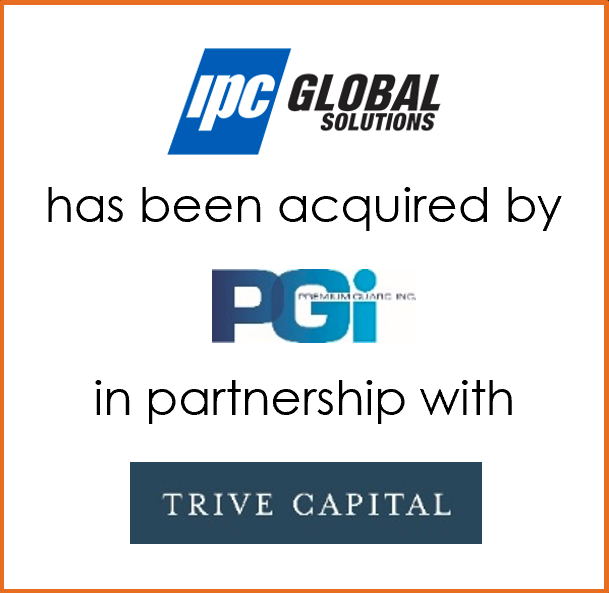 ipc GLOBAL
SOLUTIONS
has been acquired by
PGi
PREMIUM GUARD INC.
in partnership with
TRIVE CAPITAL